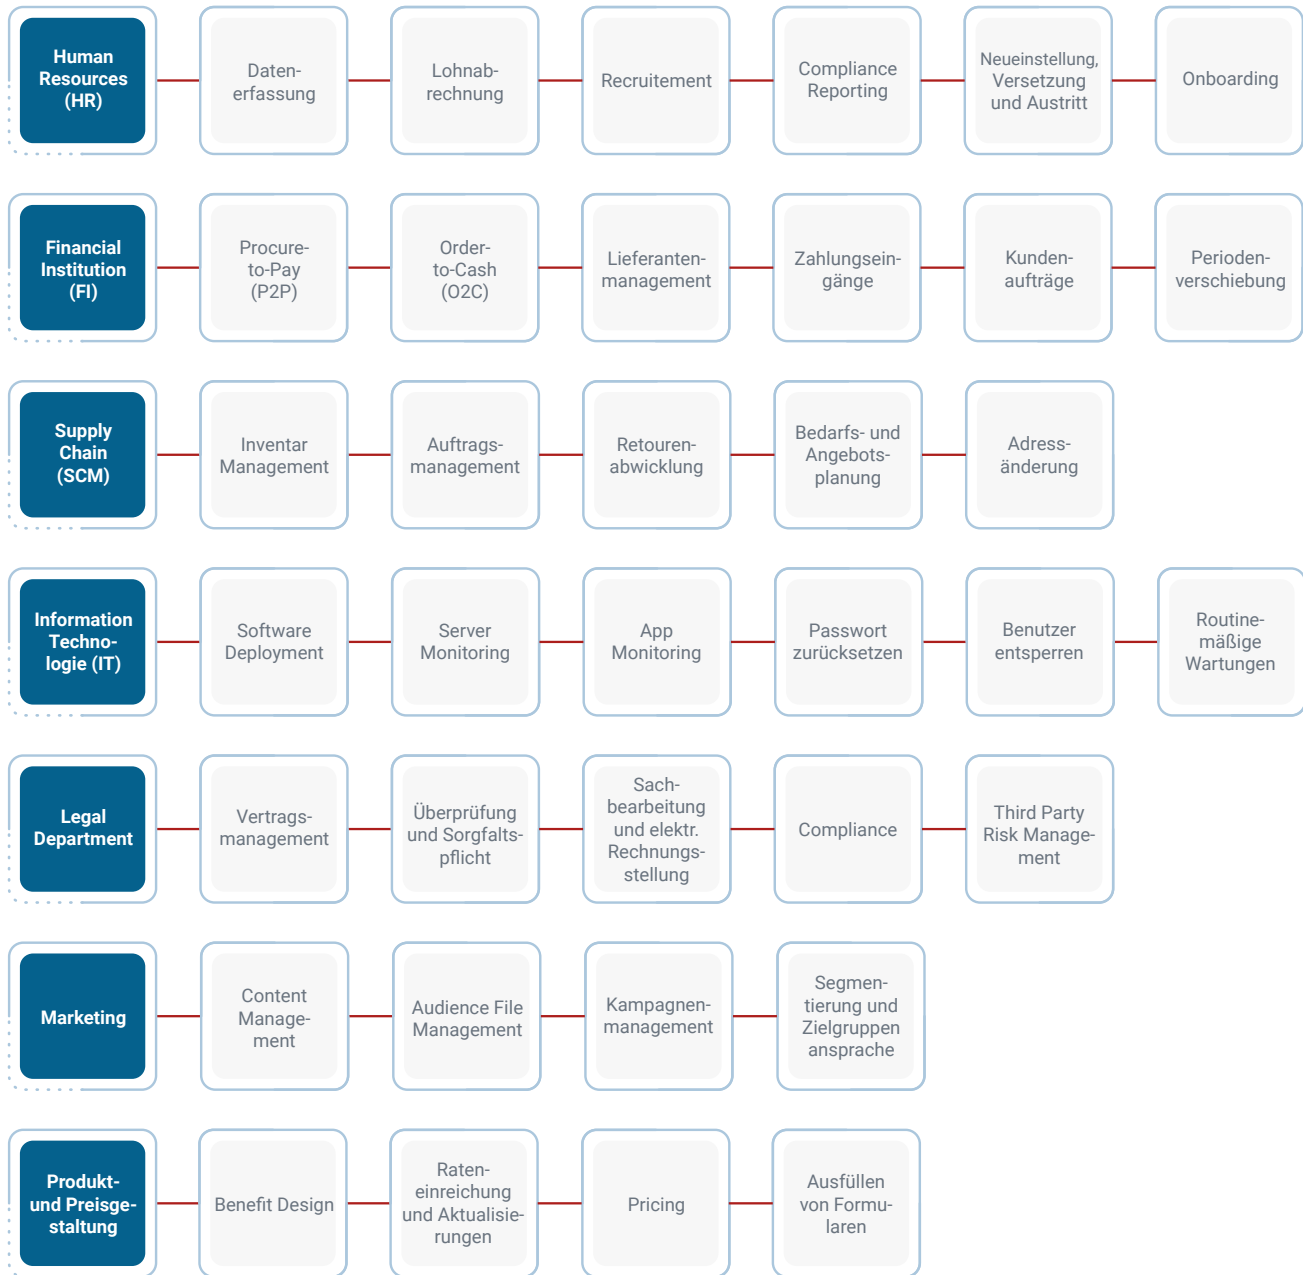 Human
Resources
(HR)
Daten-
erfassung
Lohnab-
rechnung
Recruitement
Compliance
Reporting
Neueinstellung,
Versetzung
und Austritt
Onboarding
Financial
Institution
(FI)
Procure-
to-Pay
(P2P)
Order-
to-Cash
(O2C)
Lieferanten-
management
Zahlungsein-
gänge
Kunden-
aufträge
Perioden-
verschiebung
Supply
Chain
(SCM)
Inventar
Management
Auftrags-
management
Retouren-
abwicklung
Bedarfs- und
Angebots-
planung
Adress-
änderung
Information
Techno-
logie (IT)
Software
Deployment
Server
Monitoring
App
Monitoring
Passwort
zurücksetzen
Benutzer
entsperren
Routine-
mäßige
Wartungen
Legal
Department
Vertrags-
management
Überprüfung
und Sorgfalts-
pflicht
Sach-
bearbeitung
und elektr.
Rechnungs-
stellung
Compliance
Third Party
Risk Manage-
ment
Marketing
Content
Manage-
ment
Audience File
Management
Kampagnen-
management
Segmen-
tierung und
Zielgruppen
ansprache
Produkt-
und Preisge-
staltung
Benefit Design
Raten-
einreichung
und Aktualisie-
rungen
Pricing
Ausfüllen
von Formu-
laren